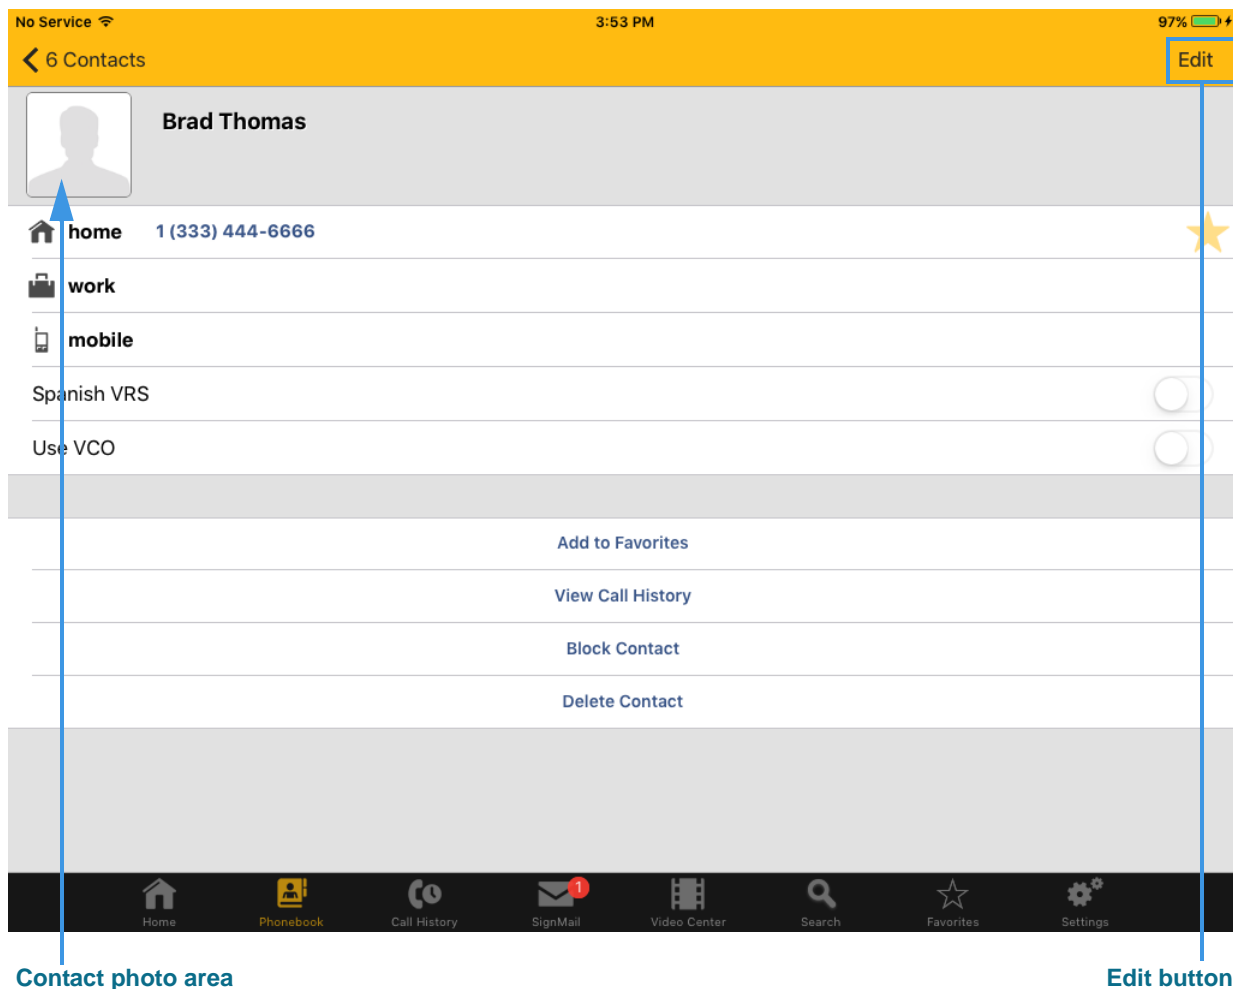 No Service 3:53 PM 97%
6 Contacts Edit
Brad Thomas
home 1 (333) 444-6666
work
mobile
Spanish VRS
Use VCO
Add to Favorites
View Call History
Block Contact
Delete Contact
1
Home Phonebook Call History SignMail Video Center Search Favorites Settings
Contact photo area Edit button